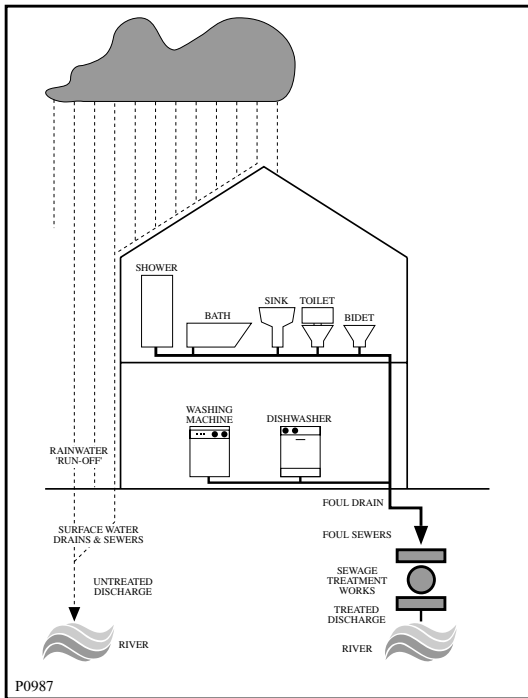 SHOWER
BATH
SINK
TOILET
BIDET
WASHING
MACHINE
DISHWASHER
RAINWATER
'RUN-OFF'
FOUL DRAIN
SURFACE WATER
DRAINS & SEWERS
FOUL SEWERS
UNTREATED
DISCHARGE
SEWAGE
TREATMENT
WORKS
TREATED
DISCHARGE
RIVER
RIVER
P0987